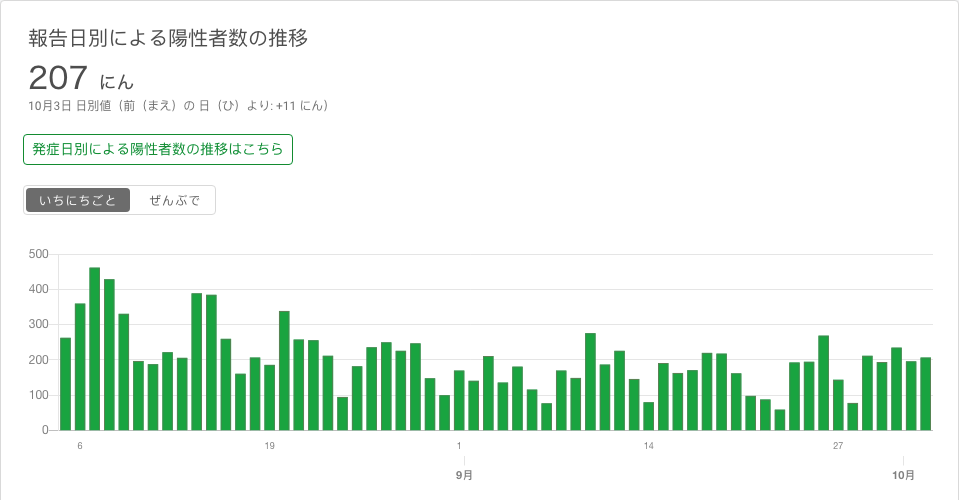 報告日別による陽性者数の推移
207 にん
10月3日 日別値（前（まえ）の 日（ひ）より: +11 にん）
発症日別による陽性者数の推移はこちら
いちにちごと ぜんぶで
500
400
300
200
100
0
6 19 1 14 27
9月 10月